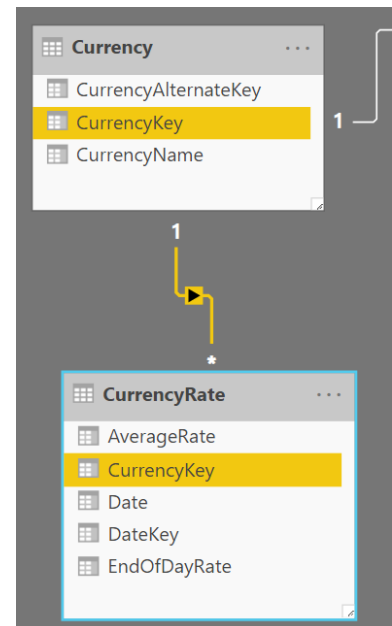 Currency
CurrencyAlternateKey
CurrencyKey
CurrencyName
1
1
*
CurrencyRate
AverageRate
CurrencyKey
Date
DateKey
EndOfDayRate